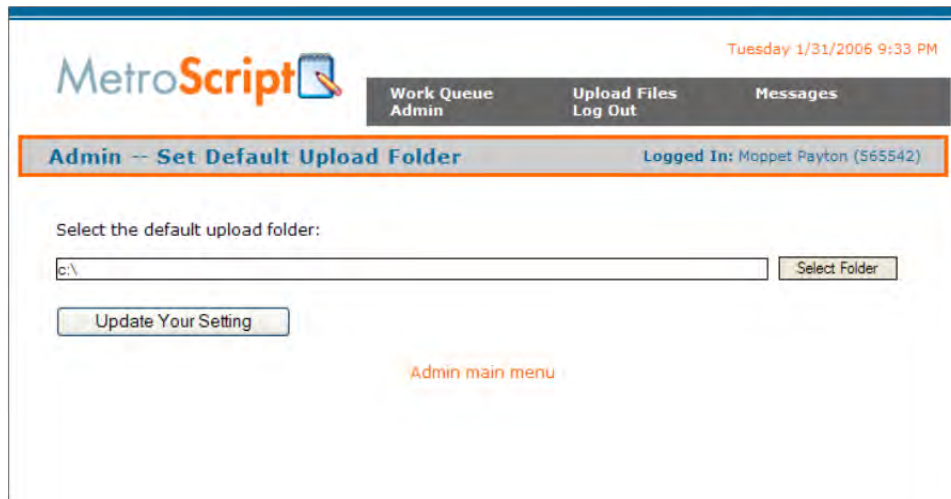 Tuesday 1/31/2006 9:33 PM
MetroScript
Work Queue Upload Files Messages
Admin Log Out
Admin -- Set Default Upload Folder Logged In: Moppet Payton (565542)
Select the default upload folder:
c:\ Select Folder
Update Your Setting
Admin main menu